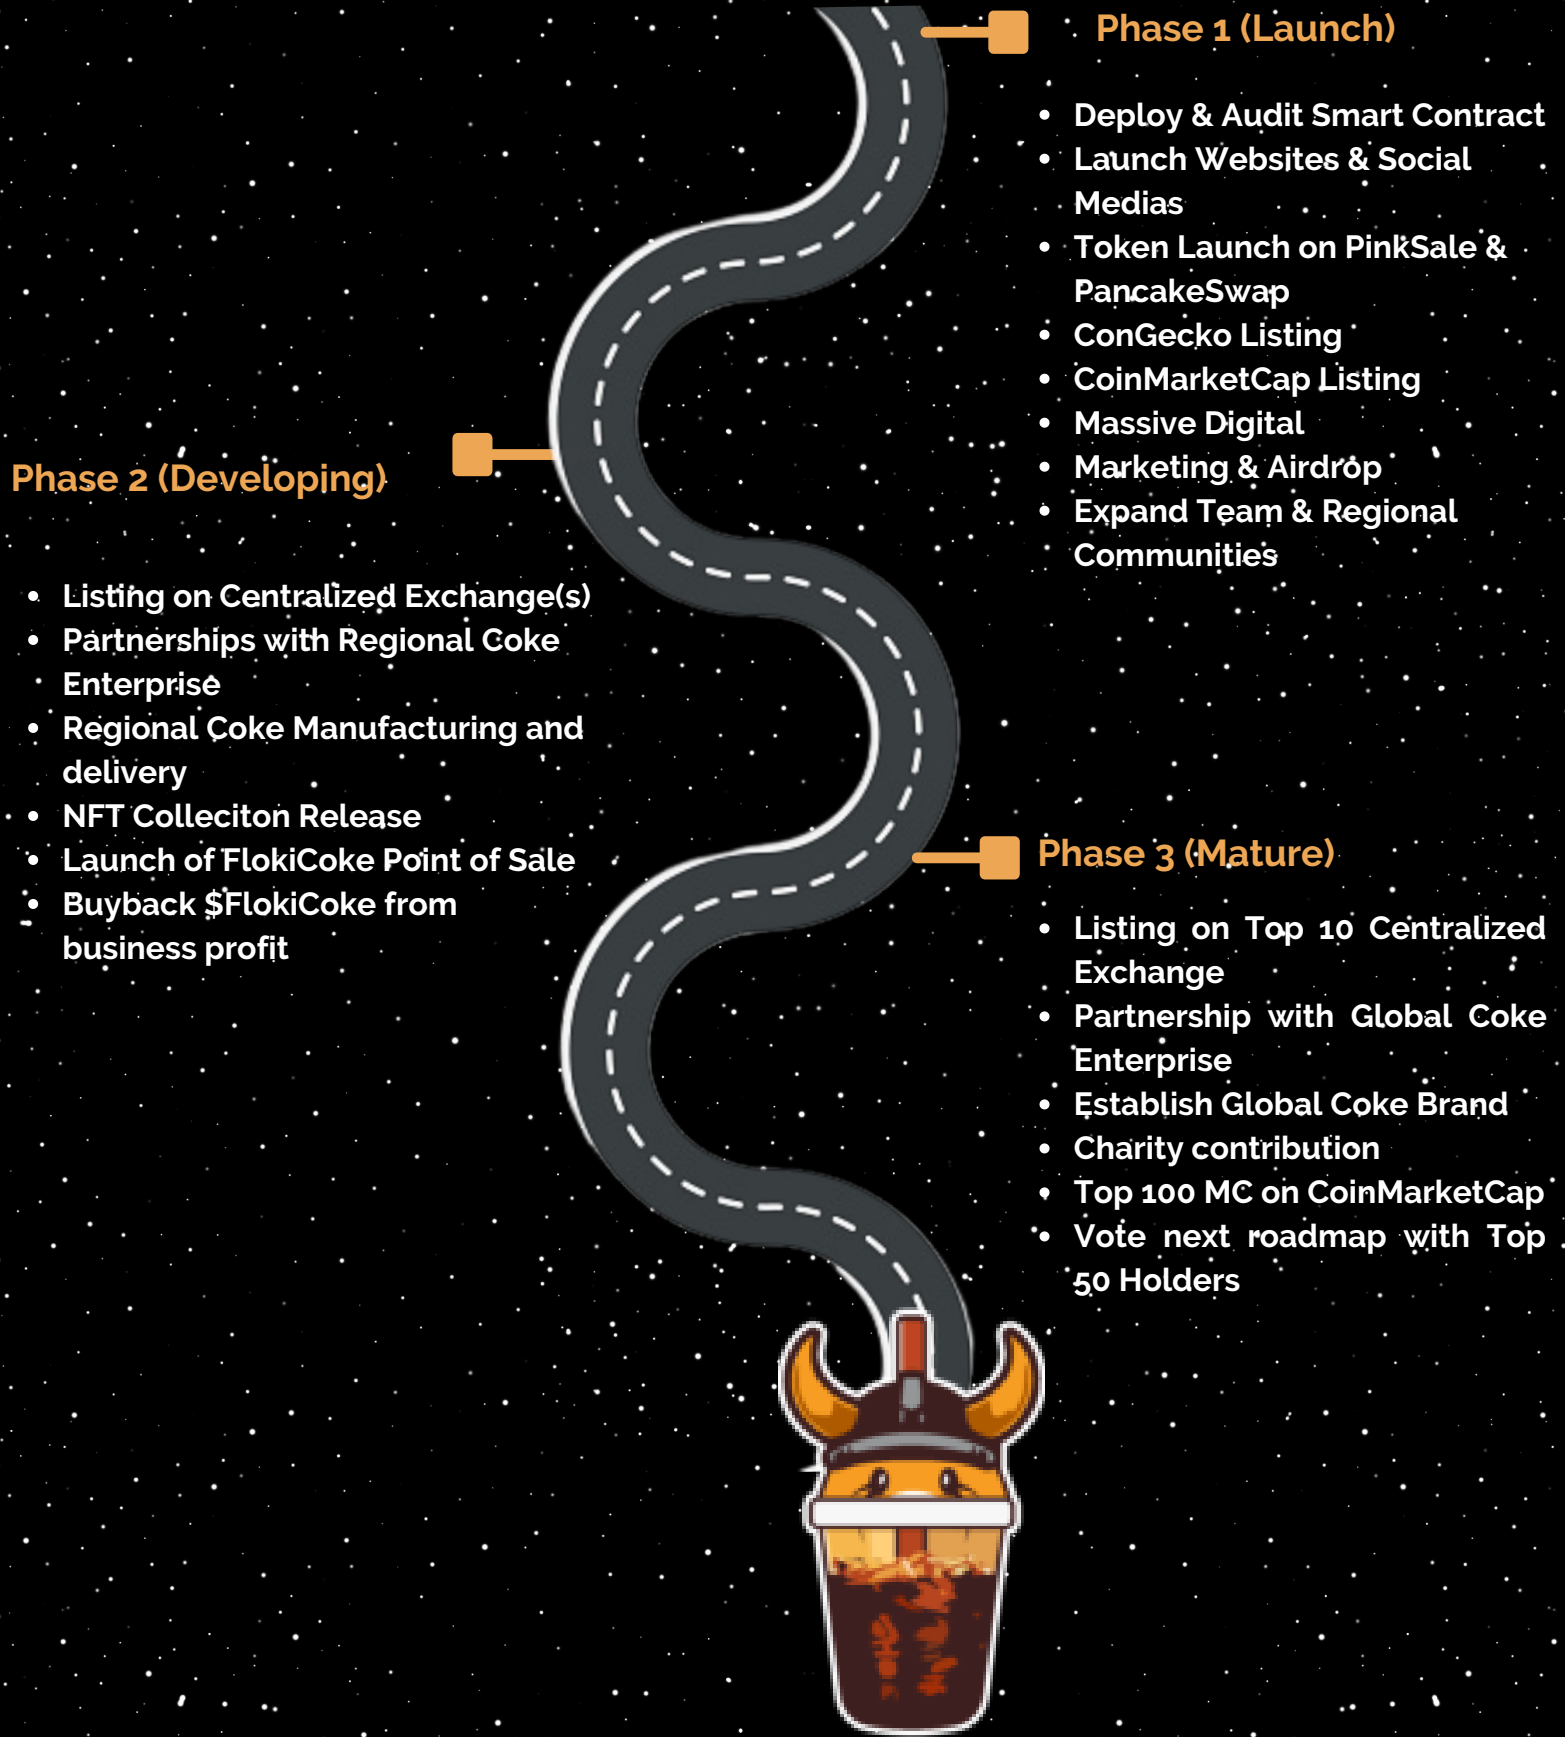 Phase 1 (Launch)
• Deploy & Audit Smart Contract
• Launch Websites & Social
Medias
• Token Launch on PinkSale &
PancakeSwap
• ConGecko Listing
• CoinMarketCap Listing
• Massive Digital
• Marketing & Airdrop
• Expand Team & Regional
Communities
Phase 2 (Developing)
• Listing on Centralized Exchange(s)
• Partnerships with Regional Coke
Enterprise
• Regional Coke Manufacturing and
delivery
• NFT Colleciton Release
• Launch of FlokiCoke Point of Sale
• Buyback $FlokiCoke from
business profit
Phase 3 (Mature)
• Listing on Top 10 Centralized
Exchange
• Partnership with Global Coke
Enterprise
• Establish Global Coke Brand
• Charity contribution
• Top 100 MC on CoinMarketCap
• Vote next roadmap with Top
50 Holders